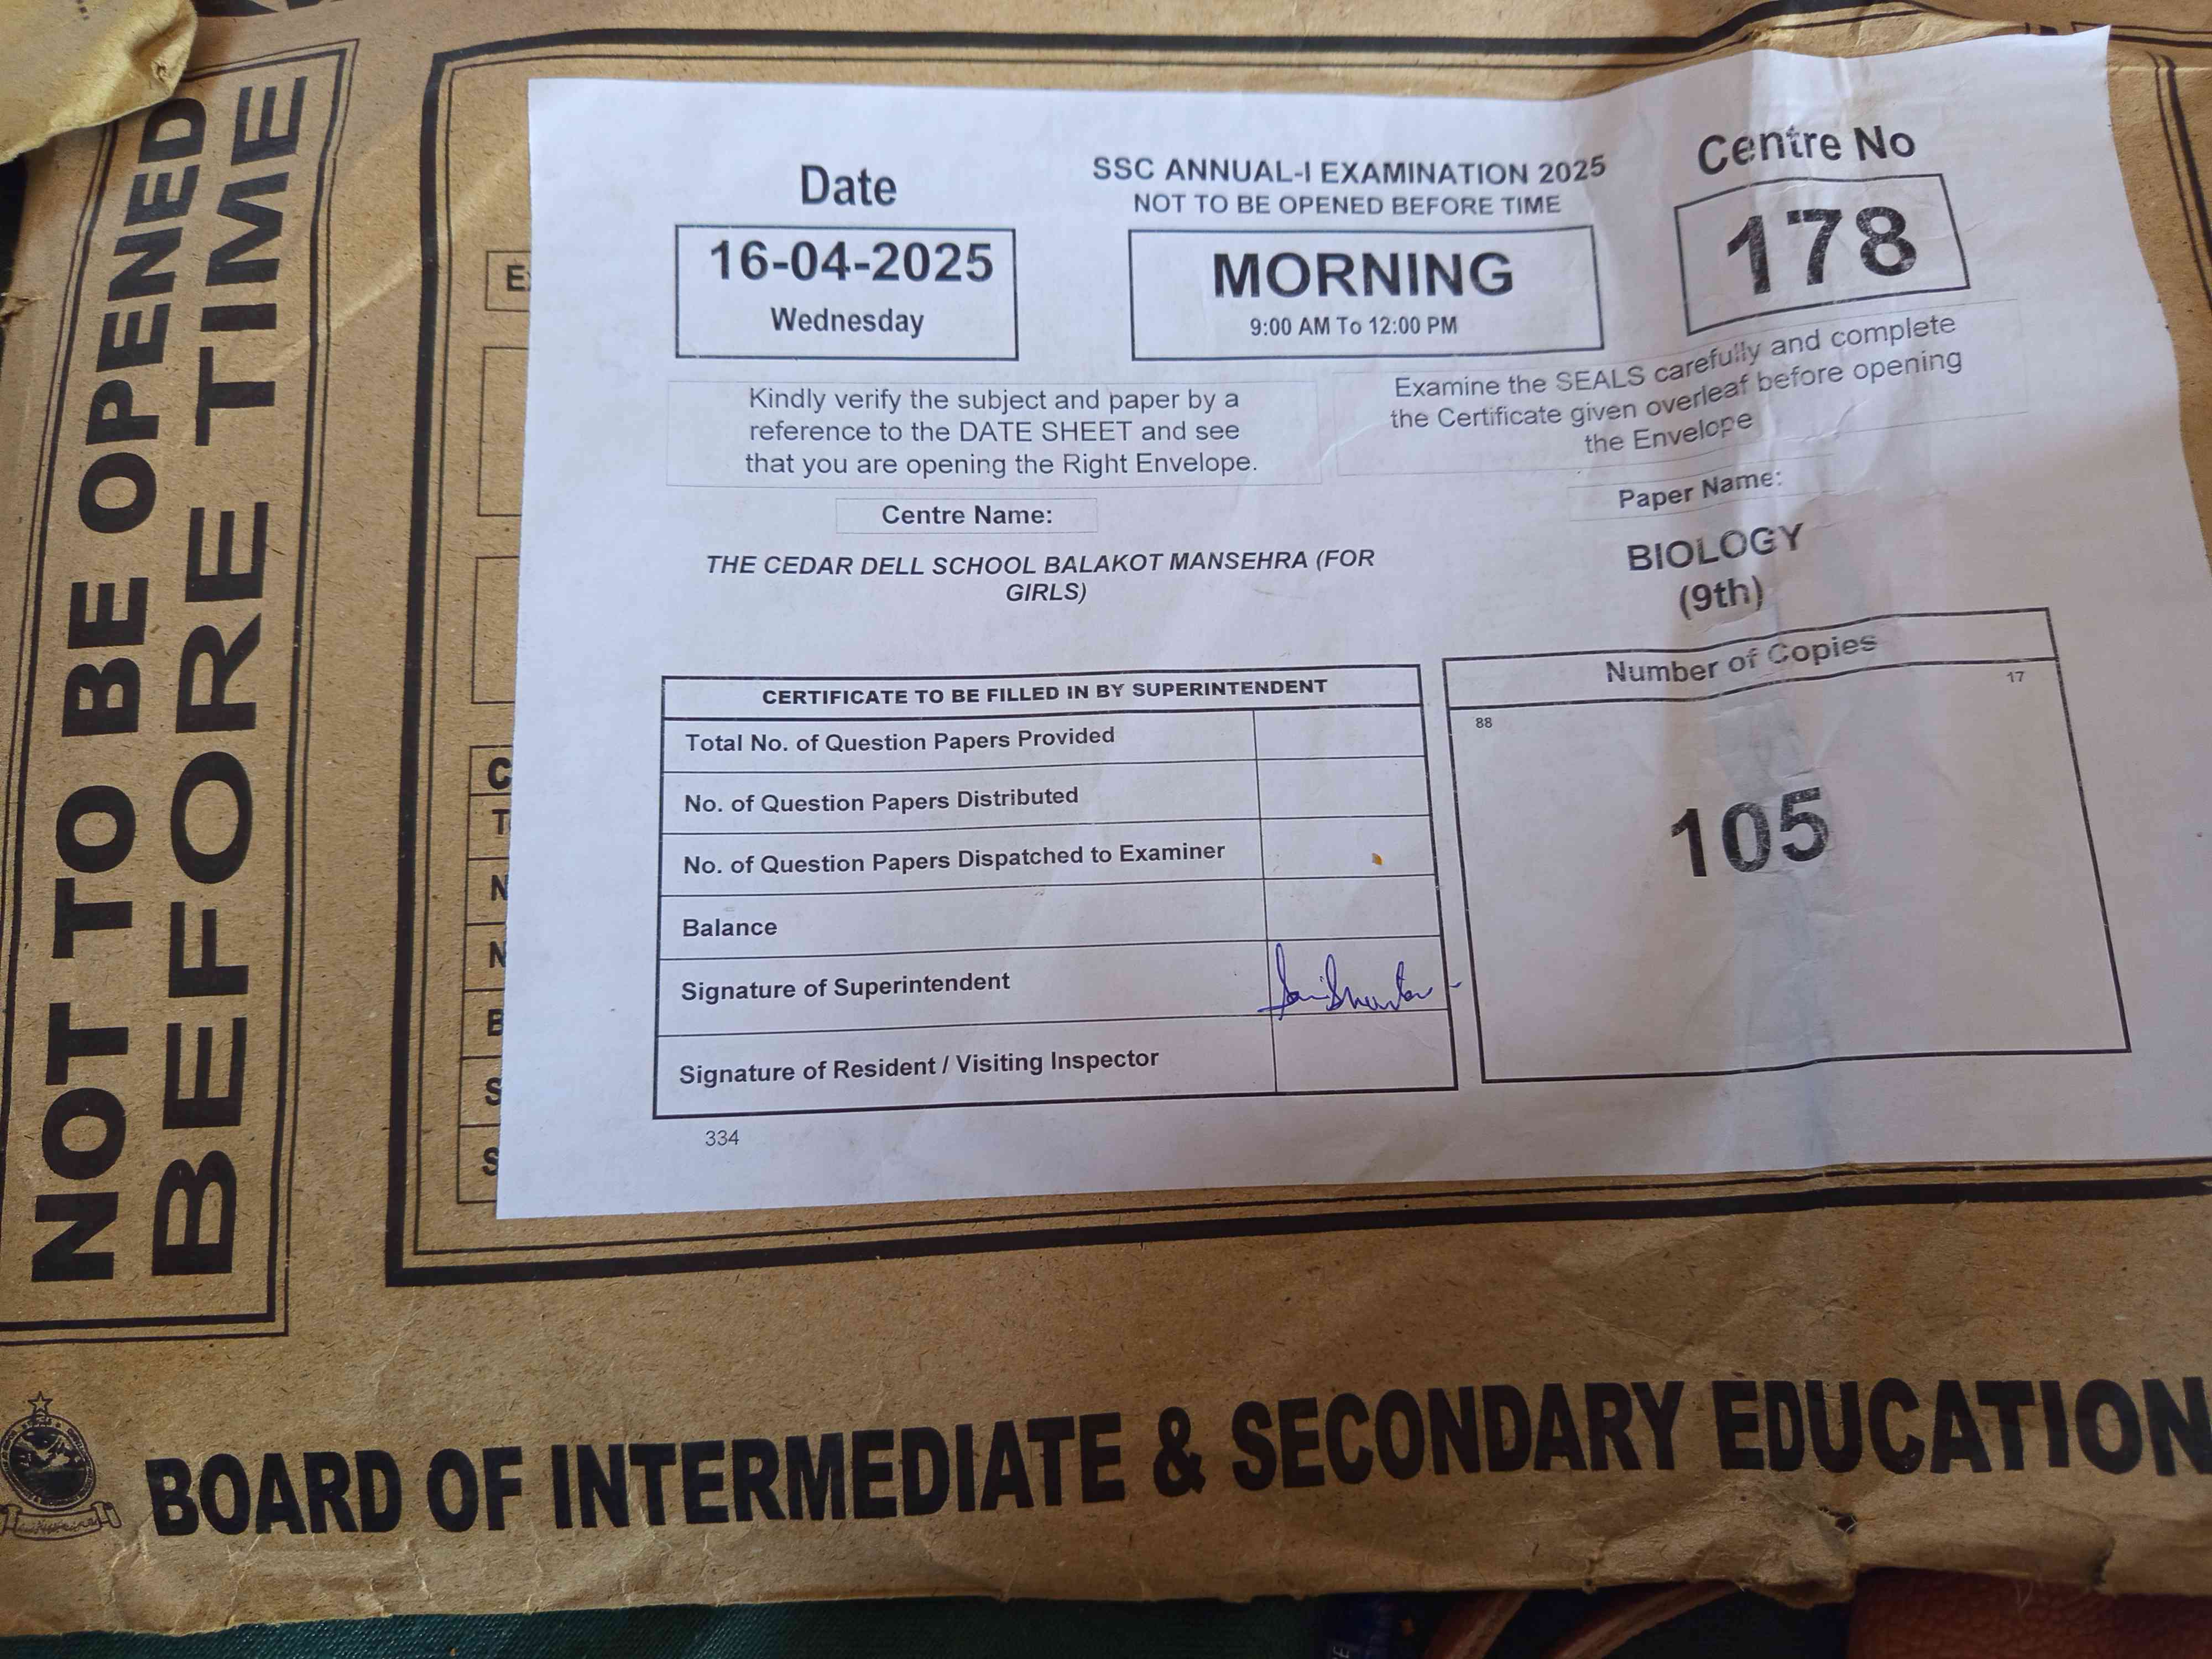 NOT TO BE OPENED
BEFORE TIME
Date
16-04-2025
Wednesday
SSC ANNUAL-I EXAMINATION 2025
NOT TO BE OPENED BEFORE TIME
MORNING
9:00 AM To 12:00 PM
Centre No
178
Kindly verify the subject and paper by a
reference to the DATE SHEET and see
that you are opening the Right Envelope.
Examine the SEALS carefully and complete
the Certificate given overleaf before opening
the Envelope
Centre Name:
THE CEDAR DELL SCHOOL BALAKOT MANSEHRA (FOR
GIRLS)
Paper Name:
BIOLOGY
(9th)
CERTIFICATE TO BE FILLED IN BY SUPERINTENDENT
Total No. of Question Papers Provided
No. of Question Papers Distributed
No. of Question Papers Dispatched to Examiner
Balance
Signature of Superintendent
Signature of Resident / Visiting Inspector
334
Number of Copies
88
17
105
BOARD OF INTERMEDIATE & SECONDARY EDUCATION